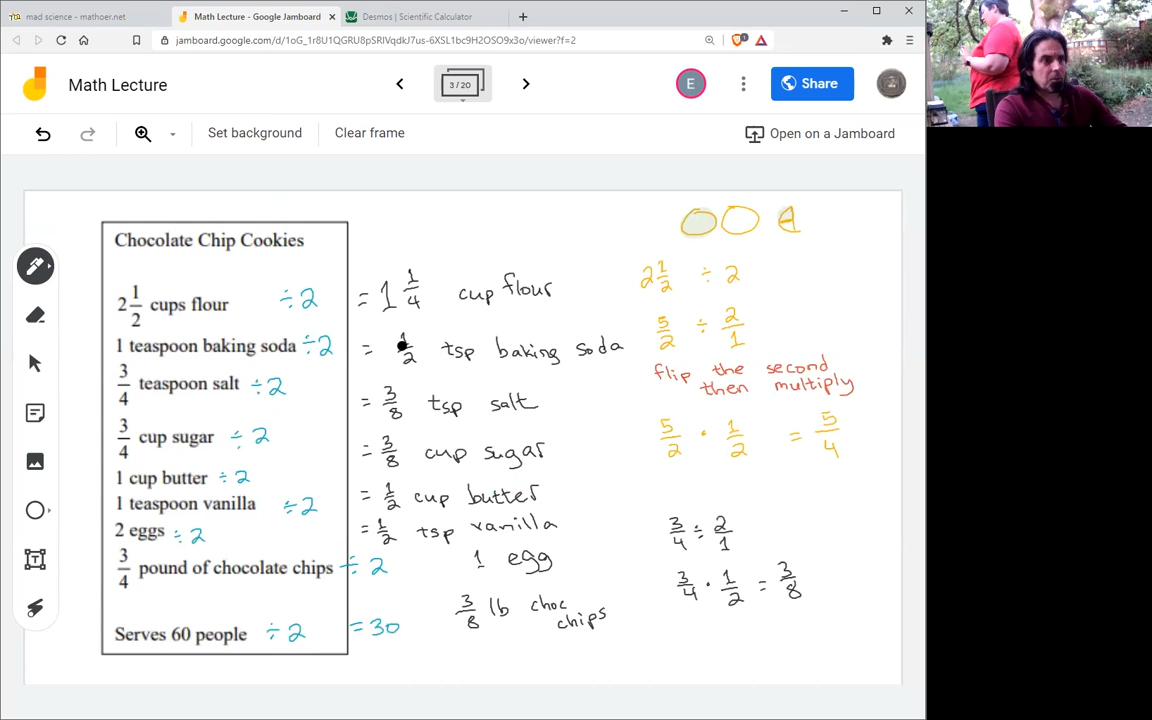 mad science - mathoer.net
Math Lecture - Google Jamboard
Desmos | Scientific Calculator
jamboard.google.com/d/1oG_1r8U1QGRU8pSRIVqdkJ7us-6XSL1bc9H2OSO9x3o/viewer?f=2
Math Lecture
3 / 20
E
Share
Set background
Clear frame
Open on a Jamboard
Chocolate Chip Cookies
2 1/2 cups flour ÷2 = 1 1/4 cup flour
1 teaspoon baking soda ÷2 = 1/2 tsp baking soda
3/4 teaspoon salt ÷2 = 3/8 tsp salt
3/4 cup sugar ÷2 = 3/8 cup sugar
1 cup butter ÷2 = 1/2 cup butter
1 teaspoon vanilla ÷2 = 1/2 tsp vanilla
2 eggs ÷2 1 egg
3/4 pound of chocolate chips ÷2 3/8 lb choc
chips
Serves 60 people ÷2 = 30
2 1/2 ÷ 2
5/2 ÷ 2/1
flip the second
then multiply
5/2 · 1/2 = 5/4
3/4 ÷ 2/1
3/4 · 1/2 = 3/8